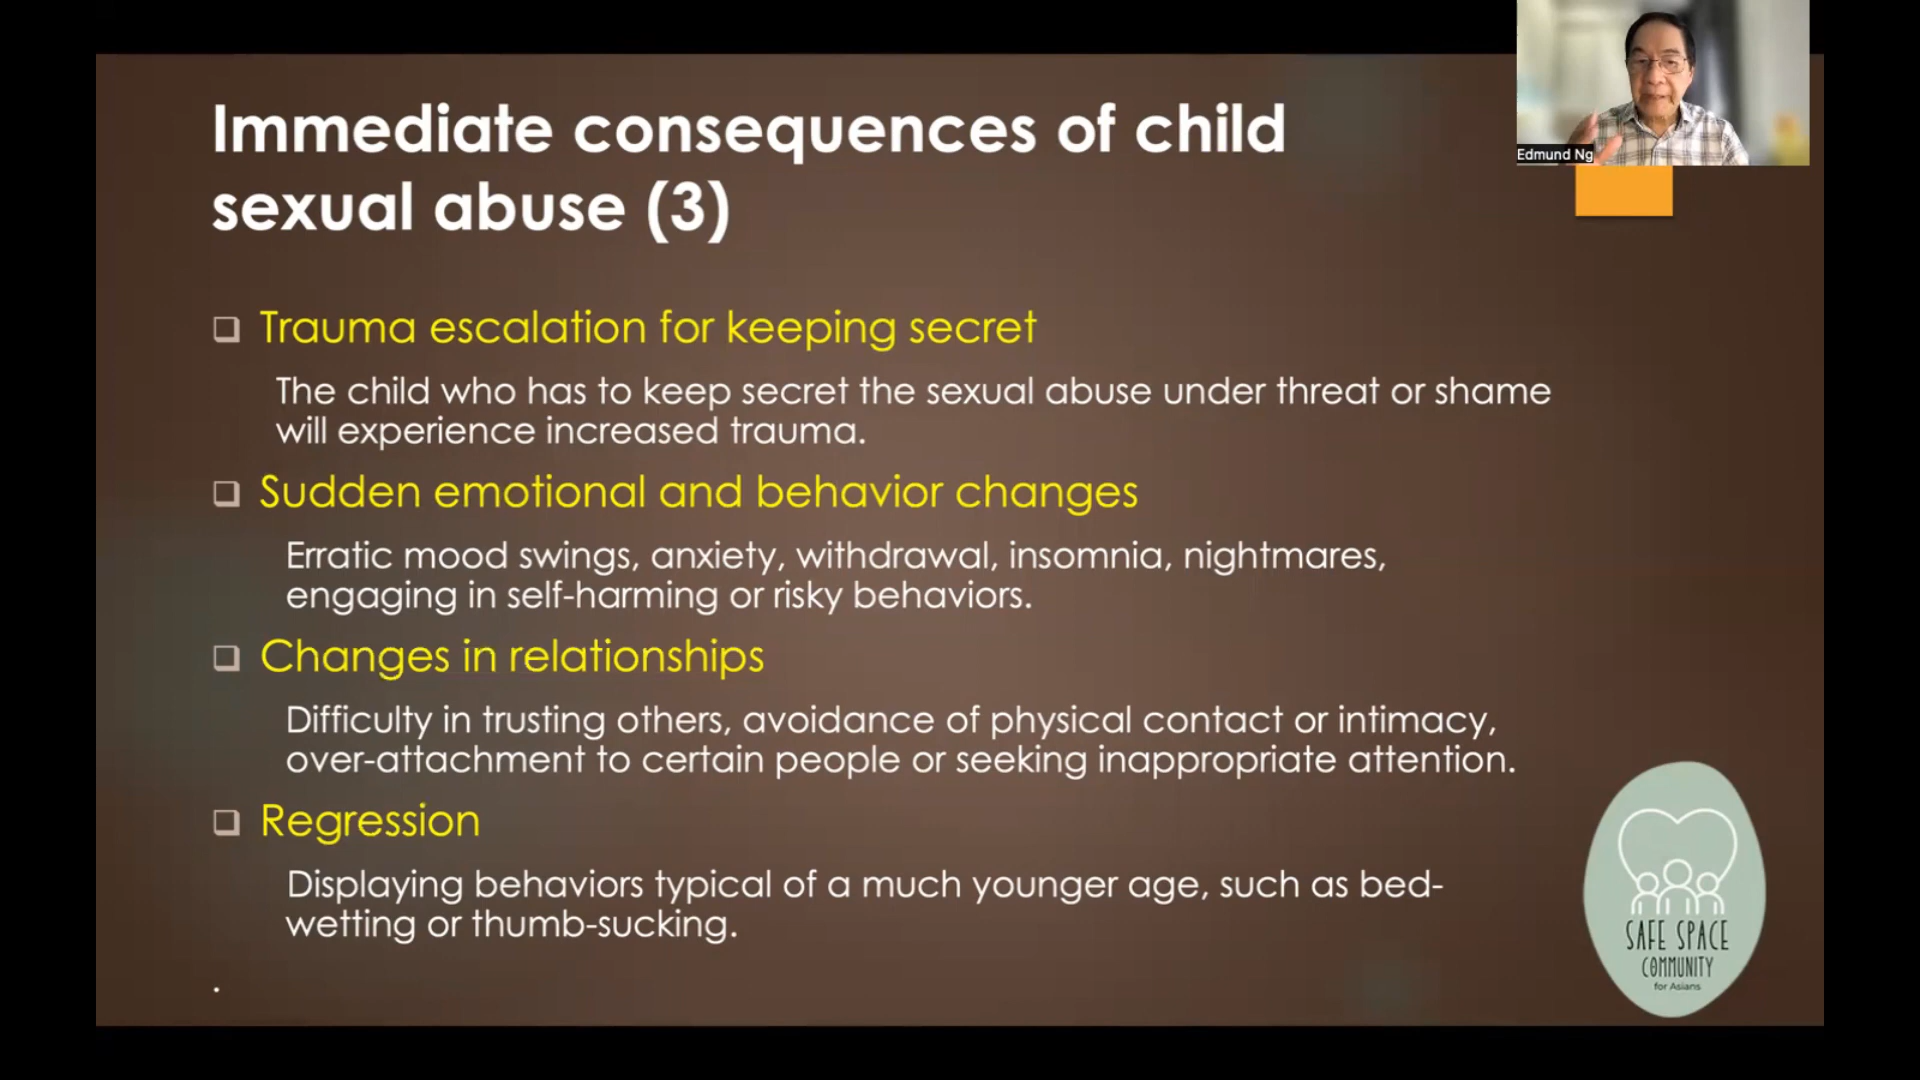 Immediate consequences of child
sexual abuse (3)
Edmund Ng
❑ Trauma escalation for keeping secret
The child who has to keep secret the sexual abuse under threat or shame
will experience increased trauma.
❑ Sudden emotional and behavior changes
Erratic mood swings, anxiety, withdrawal, insomnia, nightmares,
engaging in self-harming or risky behaviors.
❑ Changes in relationships
Difficulty in trusting others, avoidance of physical contact or intimacy,
over-attachment to certain people or seeking inappropriate attention.
❑ Regression
Displaying behaviors typical of a much younger age, such as bed-
wetting or thumb-sucking.
.
SAFE SPACE
COMMUNITY
for Asians